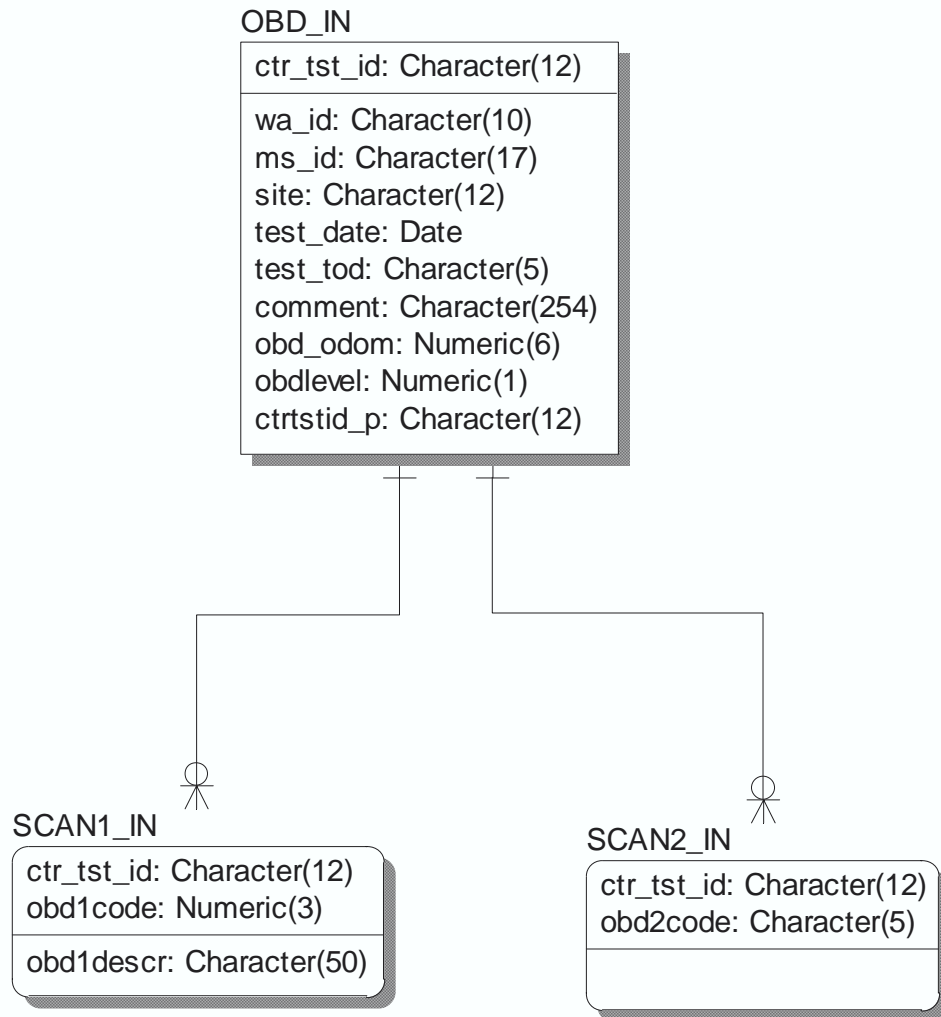 OBD_IN
ctr_tst_id: Character(12)
wa_id: Character(10)
ms_id: Character(17)
site: Character(12)
test_date: Date
test_tod: Character(5)
comment: Character(254)
obd_odom: Numeric(6)
obdlevel: Numeric(1)
ctrtstid_p: Character(12)
SCAN1_IN
ctr_tst_id: Character(12)
obd1code: Numeric(3)
obd1descr: Character(50)
SCAN2_IN
ctr_tst_id: Character(12)
obd2code: Character(5)